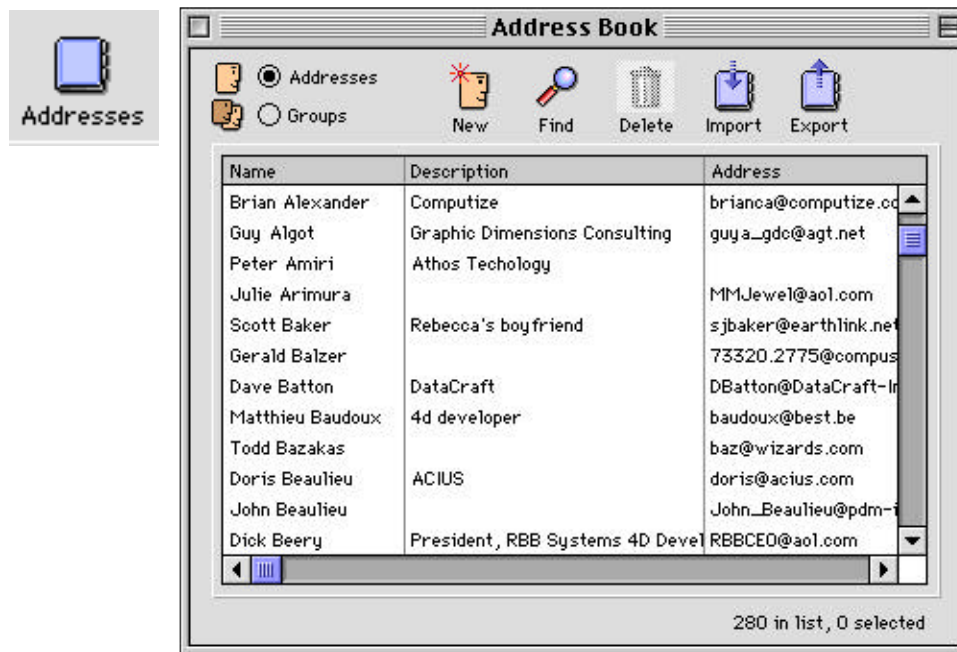 Addresses
Address Book
Addresses
Groups
New Find Delete Import Export
Name Description Address
Brian Alexander Computize brianca@computize.co
Guy Algot Graphic Dimensions Consulting guya_gdc@agt.net
Peter Amiri Athos Techology
Julie Arimura MMJewel@aol.com
Scott Baker Rebecca's boyfriend sjbaker@earthlink.net
Gerald Balzer 73320.2775@compus
Dave Batton DataCraft DBatton@DataCraft-In
Matthieu Baudoux 4d developer baudoux@best.be
Todd Bazakas baz@wizards.com
Doris Beaulieu ACIUS doris@acius.com
John Beaulieu John_Beaulieu@pdm-i
Dick Beery President, RBB Systems 4D Devel RBBCEO@aol.com
280 in list, 0 selected